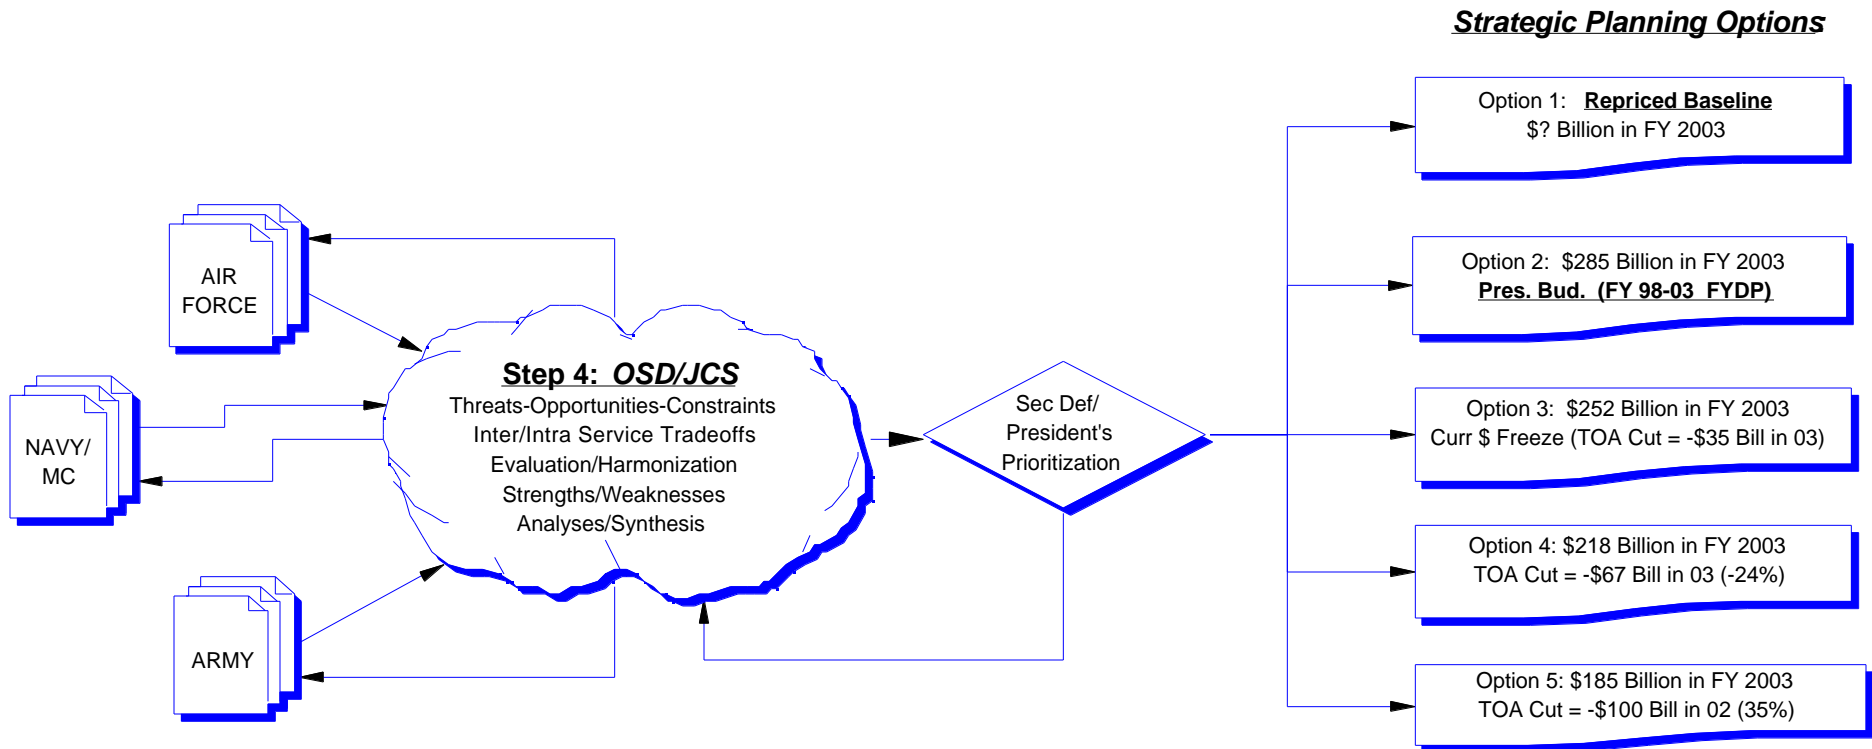 Strategic Planning Options
Option 1: Repriced Baseline
$? Billion in FY 2003
AIR
FORCE
Option 2: $285 Billion in FY 2003
Pres. Bud. (FY 98-03 FYDP)
Step 4: OSD/JCS
Threats-Opportunities-Constraints
Inter/Intra Service Tradeoffs
Evaluation/Harmonization
Strengths/Weaknesses
Analyses/Synthesis
NAVY/
MC
Sec Def/
President's
Prioritization
Option 3: $252 Billion in FY 2003
Curr $ Freeze (TOA Cut = -$35 Bill in 03)
Option 4: $218 Billion in FY 2003
TOA Cut = -$67 Bill in 03 (-24%)
ARMY
Option 5: $185 Billion in FY 2003
TOA Cut = -$100 Bill in 02 (35%)